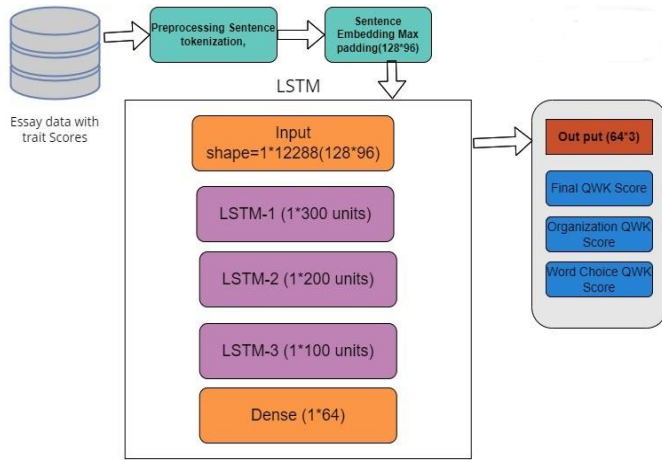 Preprocessing Sentence
tokenization,
Sentence
Embedding Max
padding(128*96)
Essay data with
trait Scores
LSTM
Input
shape=1*12288(128*96)
LSTM-1 (1*300 units)
LSTM-2 (1*200 units)
LSTM-3 (1*100 units)
Dense (1*64)
Out put (64*3)
Final QWK Score
Organization QWK
Score
Word Choice QWK
Score